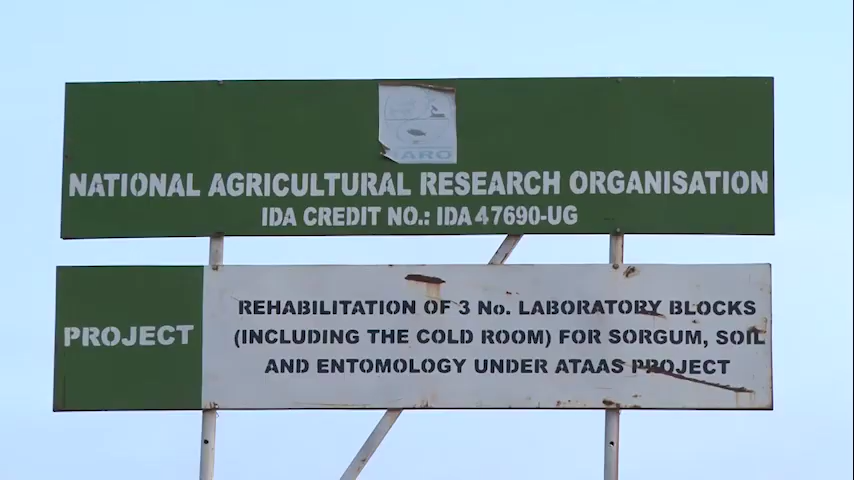 NARO
NATIONAL AGRICULTURAL RESEARCH ORGANISATION
IDA CREDIT NO.: IDA 47690-UG
PROJECT
REHABILITATION OF 3 No. LABORATORY BLOCKS
(INCLUDING THE COLD ROOM) FOR SORGUM, SOIL
AND ENTOMOLOGY UNDER ATAAS PROJECT